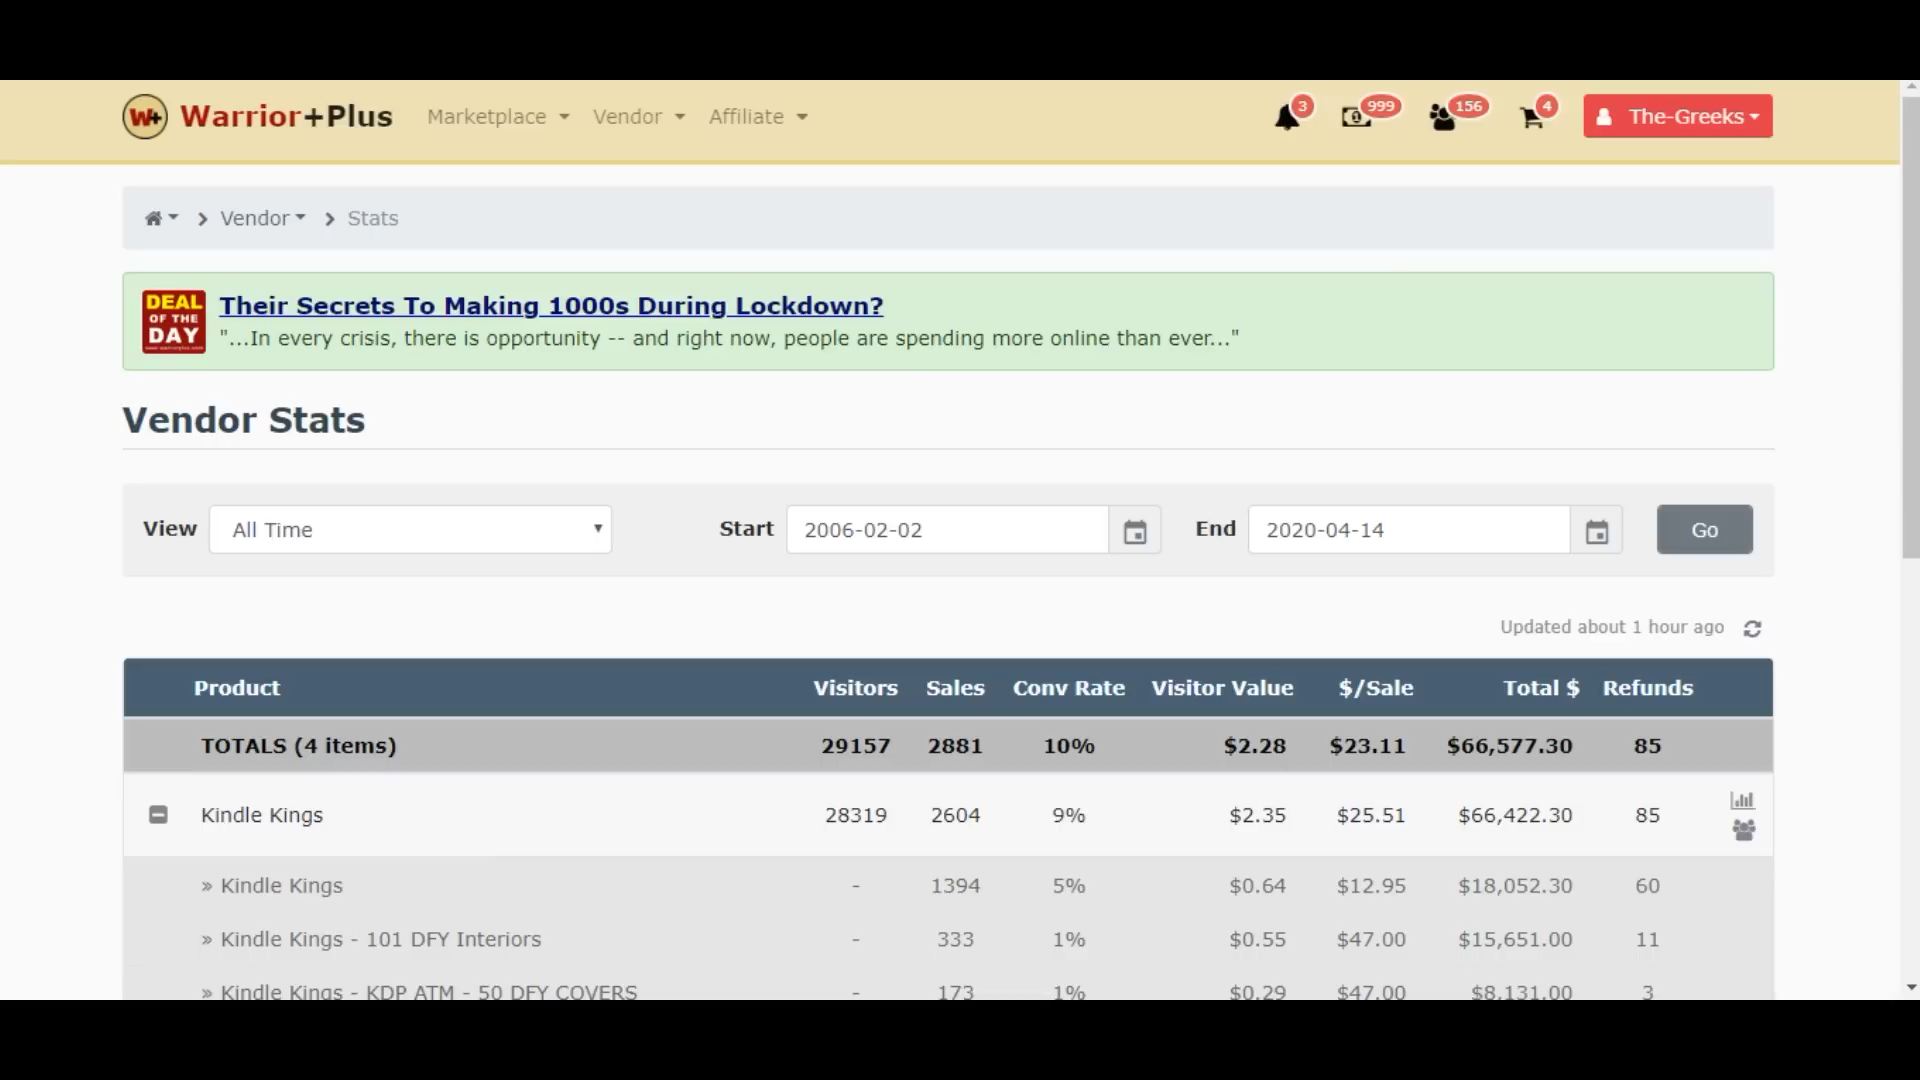 W+ Warrior+Plus Marketplace Vendor Affiliate 3 999 156 4 The-Greeks
Vendor Stats
DEAL OF THE DAY
Their Secrets To Making 1000s During Lockdown?
"...In every crisis, there is opportunity -- and right now, people are spending more online than ever..."
Vendor Stats
View All Time Start 2006-02-02 End 2020-04-14 Go
Updated about 1 hour ago
Product Visitors Sales Conv Rate Visitor Value $/Sale Total $ Refunds
TOTALS (4 items) 29157 2881 10% $2.28 $23.11 $66,577.30 85
Kindle Kings 28319 2604 9% $2.35 $25.51 $66,422.30 85
» Kindle Kings - 1394 5% $0.64 $12.95 $18,052.30 60
» Kindle Kings - 101 DFY Interiors - 333 1% $0.55 $47.00 $15,651.00 11
» Kindle Kings - KDP ATM - 50 DFY COVERS - 173 1% $0.29 $47.00 $8,131.00 3